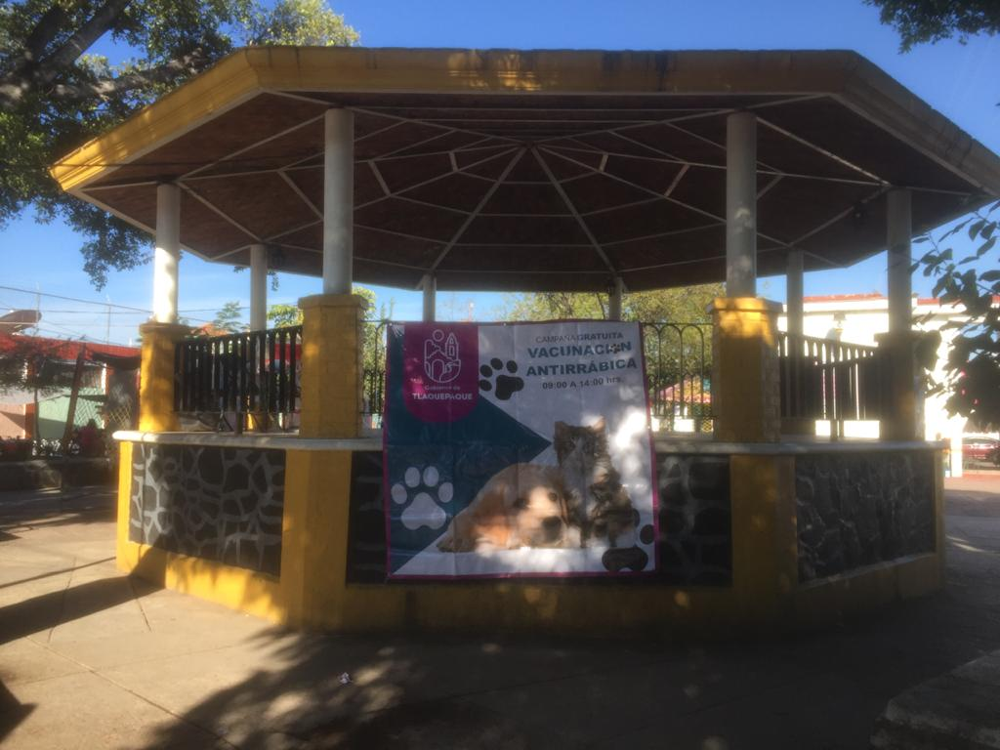 Gobierno de
TLAQUEPAQUE
CAMPAÑA GRATUITA
VACUNACIÓN
ANTIRRÁBICA
09:00 A 14:00 hrs.